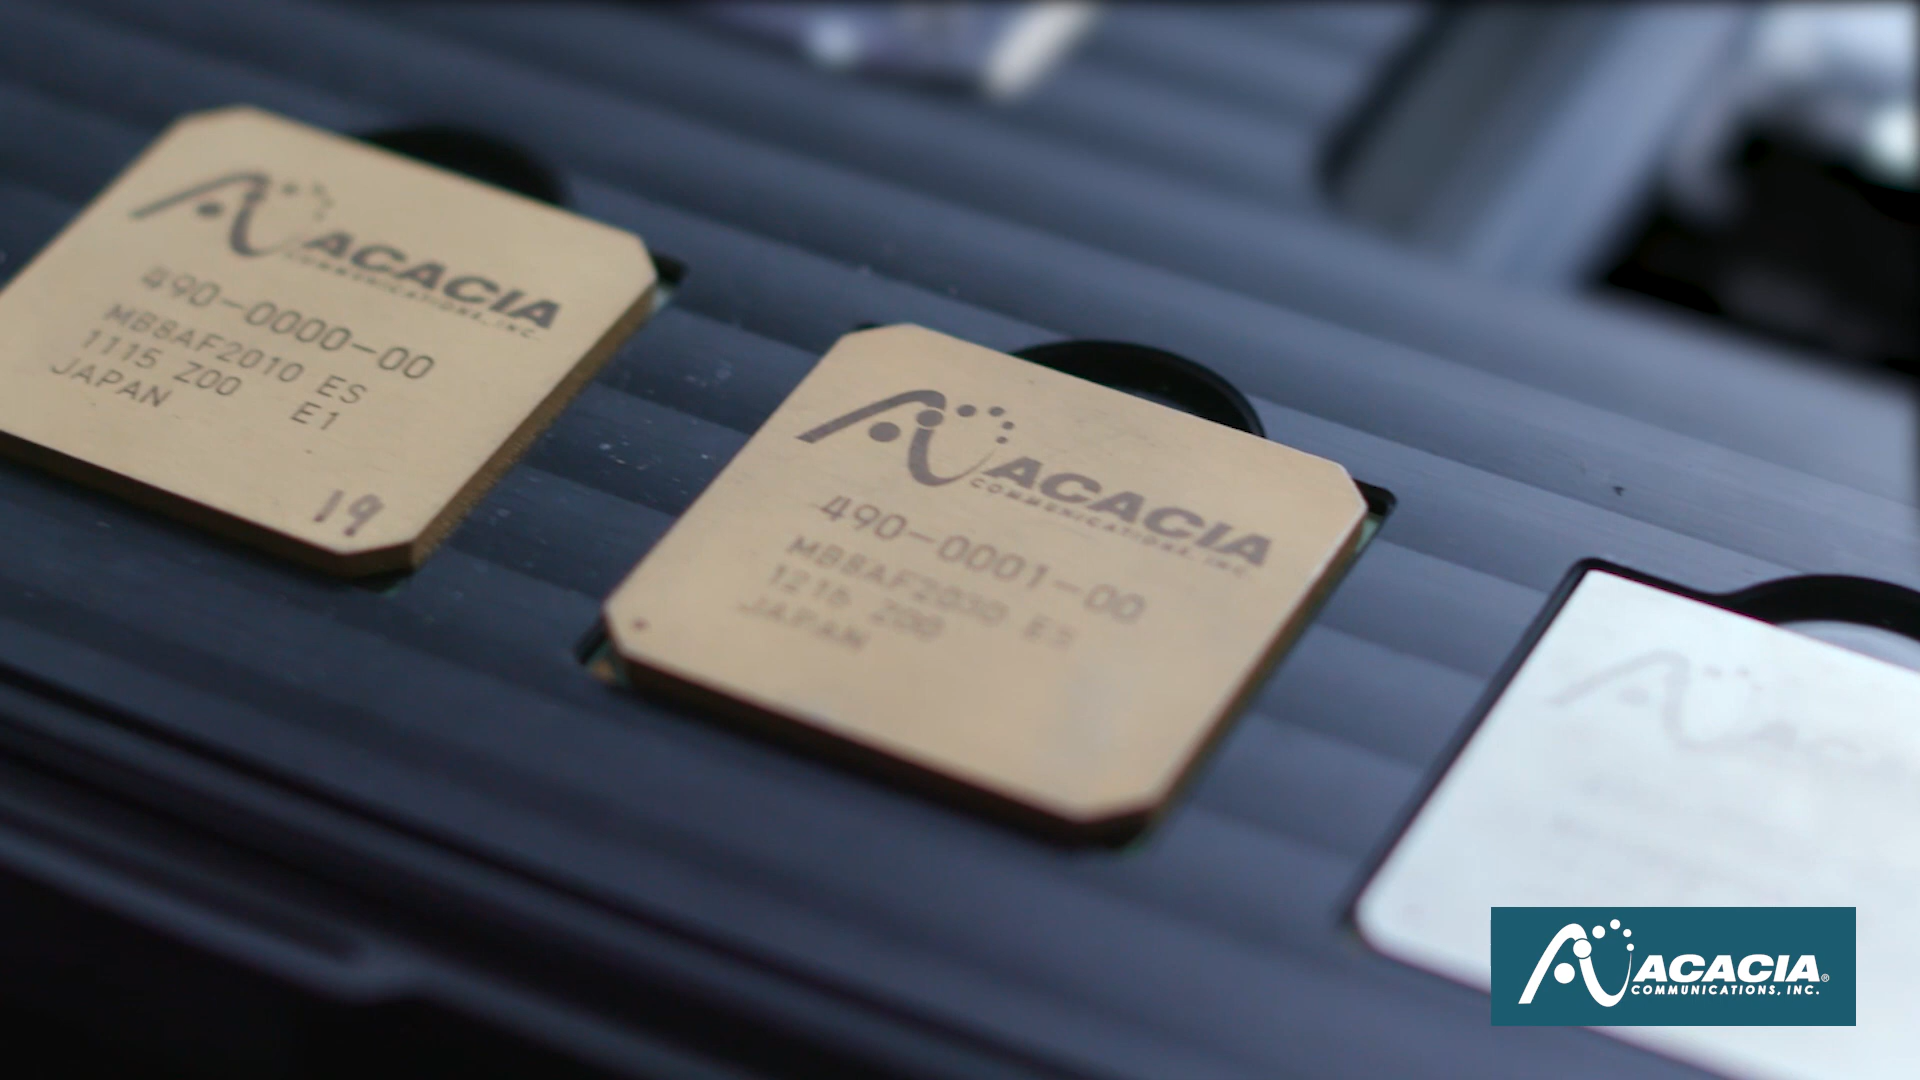 ACACIA
COMMUNICATIONS, INC.
490-0000-00
MB8AF2010 ES
1115 Z00 E1
JAPAN
19
ACACIA
COMMUNICATIONS, INC.
490-0001-00
MB8AF2030 ES
1216 Z00
JAPAN
ACACIA®
COMMUNICATIONS, INC.